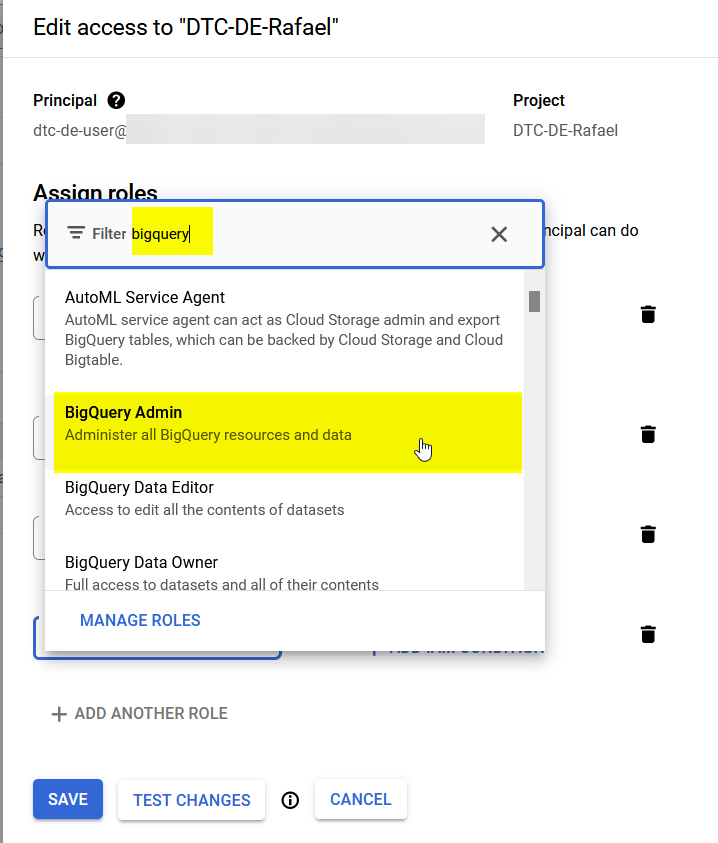 Edit access to "DTC-DE-Rafael"
Principal
Project
dtc-de-user@
DTC-DE-Rafael
Assign roles
ncipal can do
Filter bigquery
AutoML Service Agent
AutoML service agent can act as Cloud Storage admin and export
BigQuery tables, which can be backed by Cloud Storage and Cloud
Bigtable.
BigQuery Admin
Administer all BigQuery resources and data
BigQuery Data Editor
Access to edit all the contents of datasets
BigQuery Data Owner
Full access to datasets and all of their contents
MANAGE ROLES
ADD IAM CONDITION
+ ADD ANOTHER ROLE
SAVE
TEST CHANGES
CANCEL